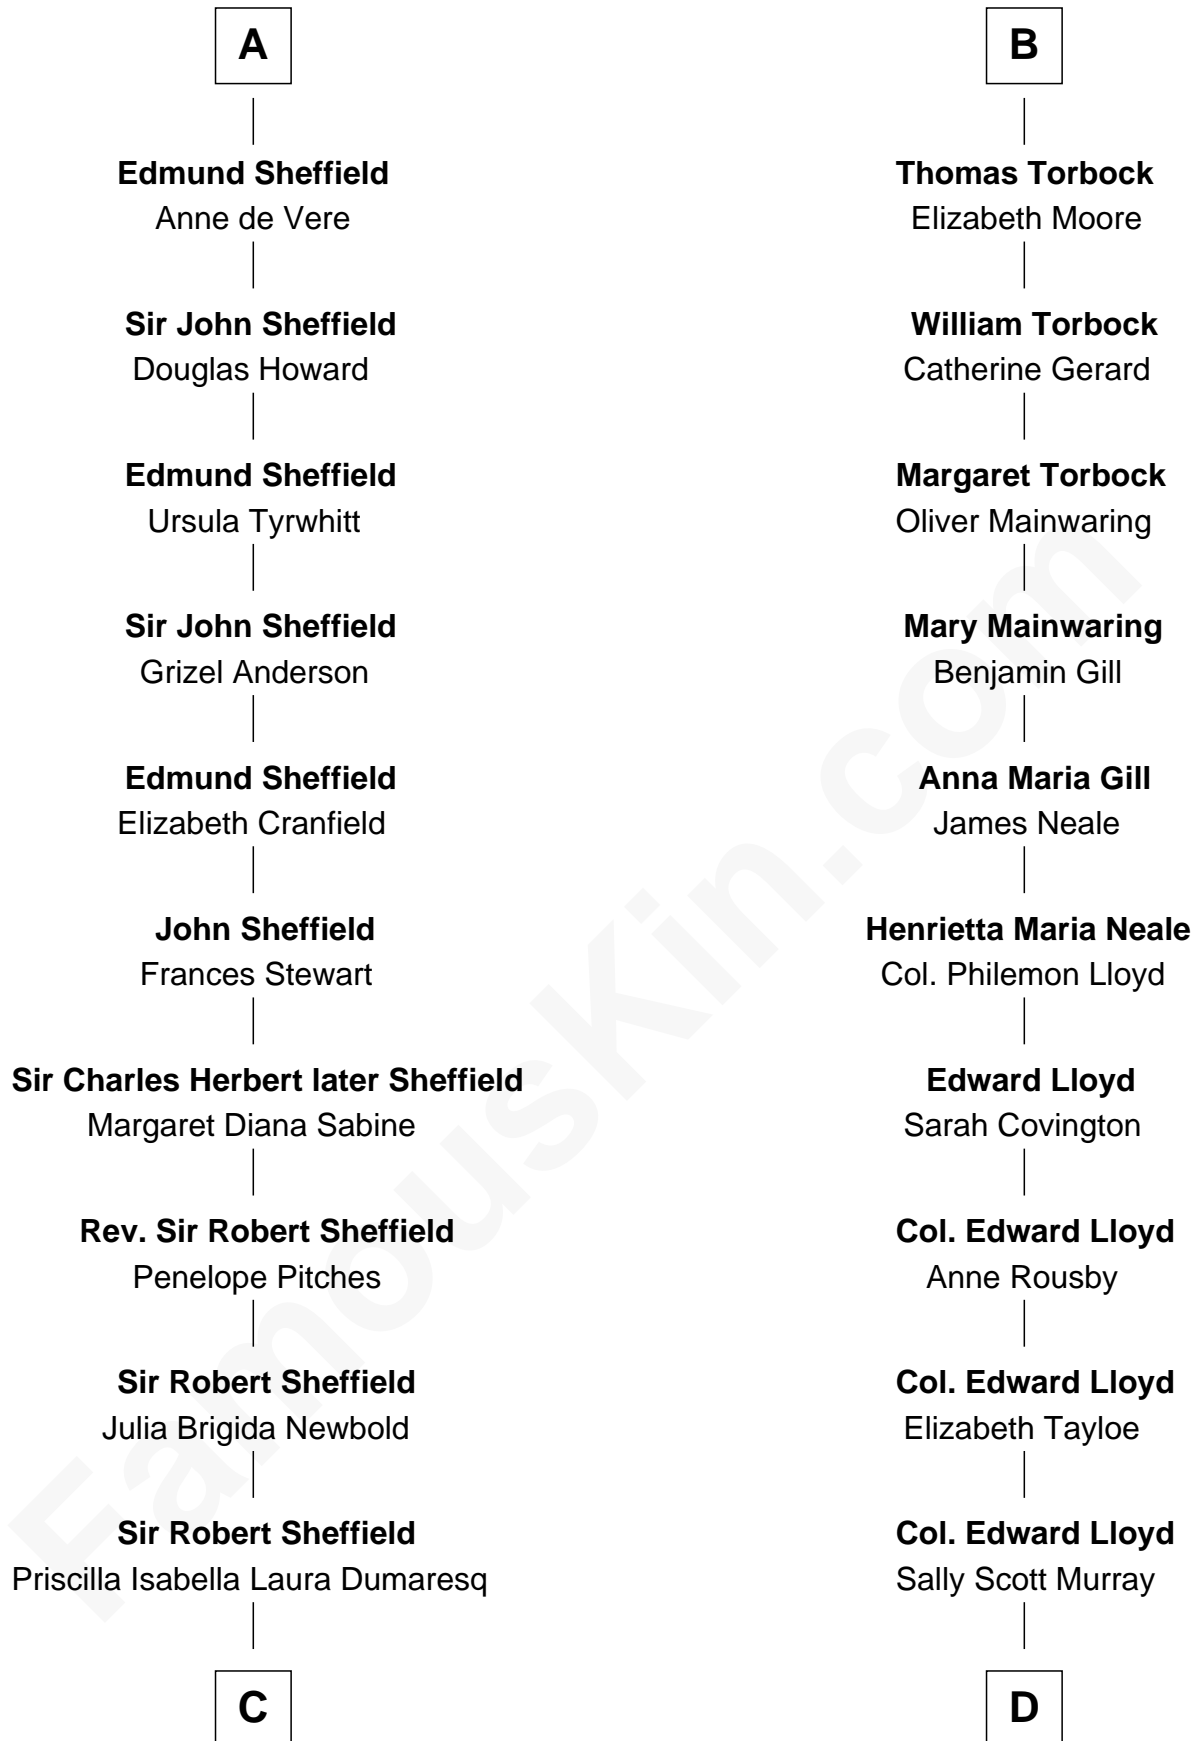 A
Edmund Sheffield
Anne de Vere
Sir John Sheffield
Douglas Howard
Edmund Sheffield
Ursula Tyrwhitt
Sir John Sheffield
Grizel Anderson
Edmund Sheffield
Elizabeth Cranfield
John Sheffield
Frances Stewart
Sir Charles Herbert later Sheffield
Margaret Diana Sabine
Rev. Sir Robert Sheffield
Penelope Pitches
Sir Robert Sheffield
Julia Brigida Newbold
Sir Robert Sheffield
Priscilla Isabella Laura Dumaresq
C
B
Thomas Torbock
Elizabeth Moore
William Torbock
Catherine Gerard
Margaret Torbock
Oliver Mainwaring
Mary Mainwaring
Benjamin Gill
Anna Maria Gill
James Neale
Henrietta Maria Neale
Col. Philemon Lloyd
Edward Lloyd
Sarah Covington
Col. Edward Lloyd
Anne Rousby
Col. Edward Lloyd
Elizabeth Tayloe
Col. Edward Lloyd
Sally Scott Murray
D
FamousKin.com